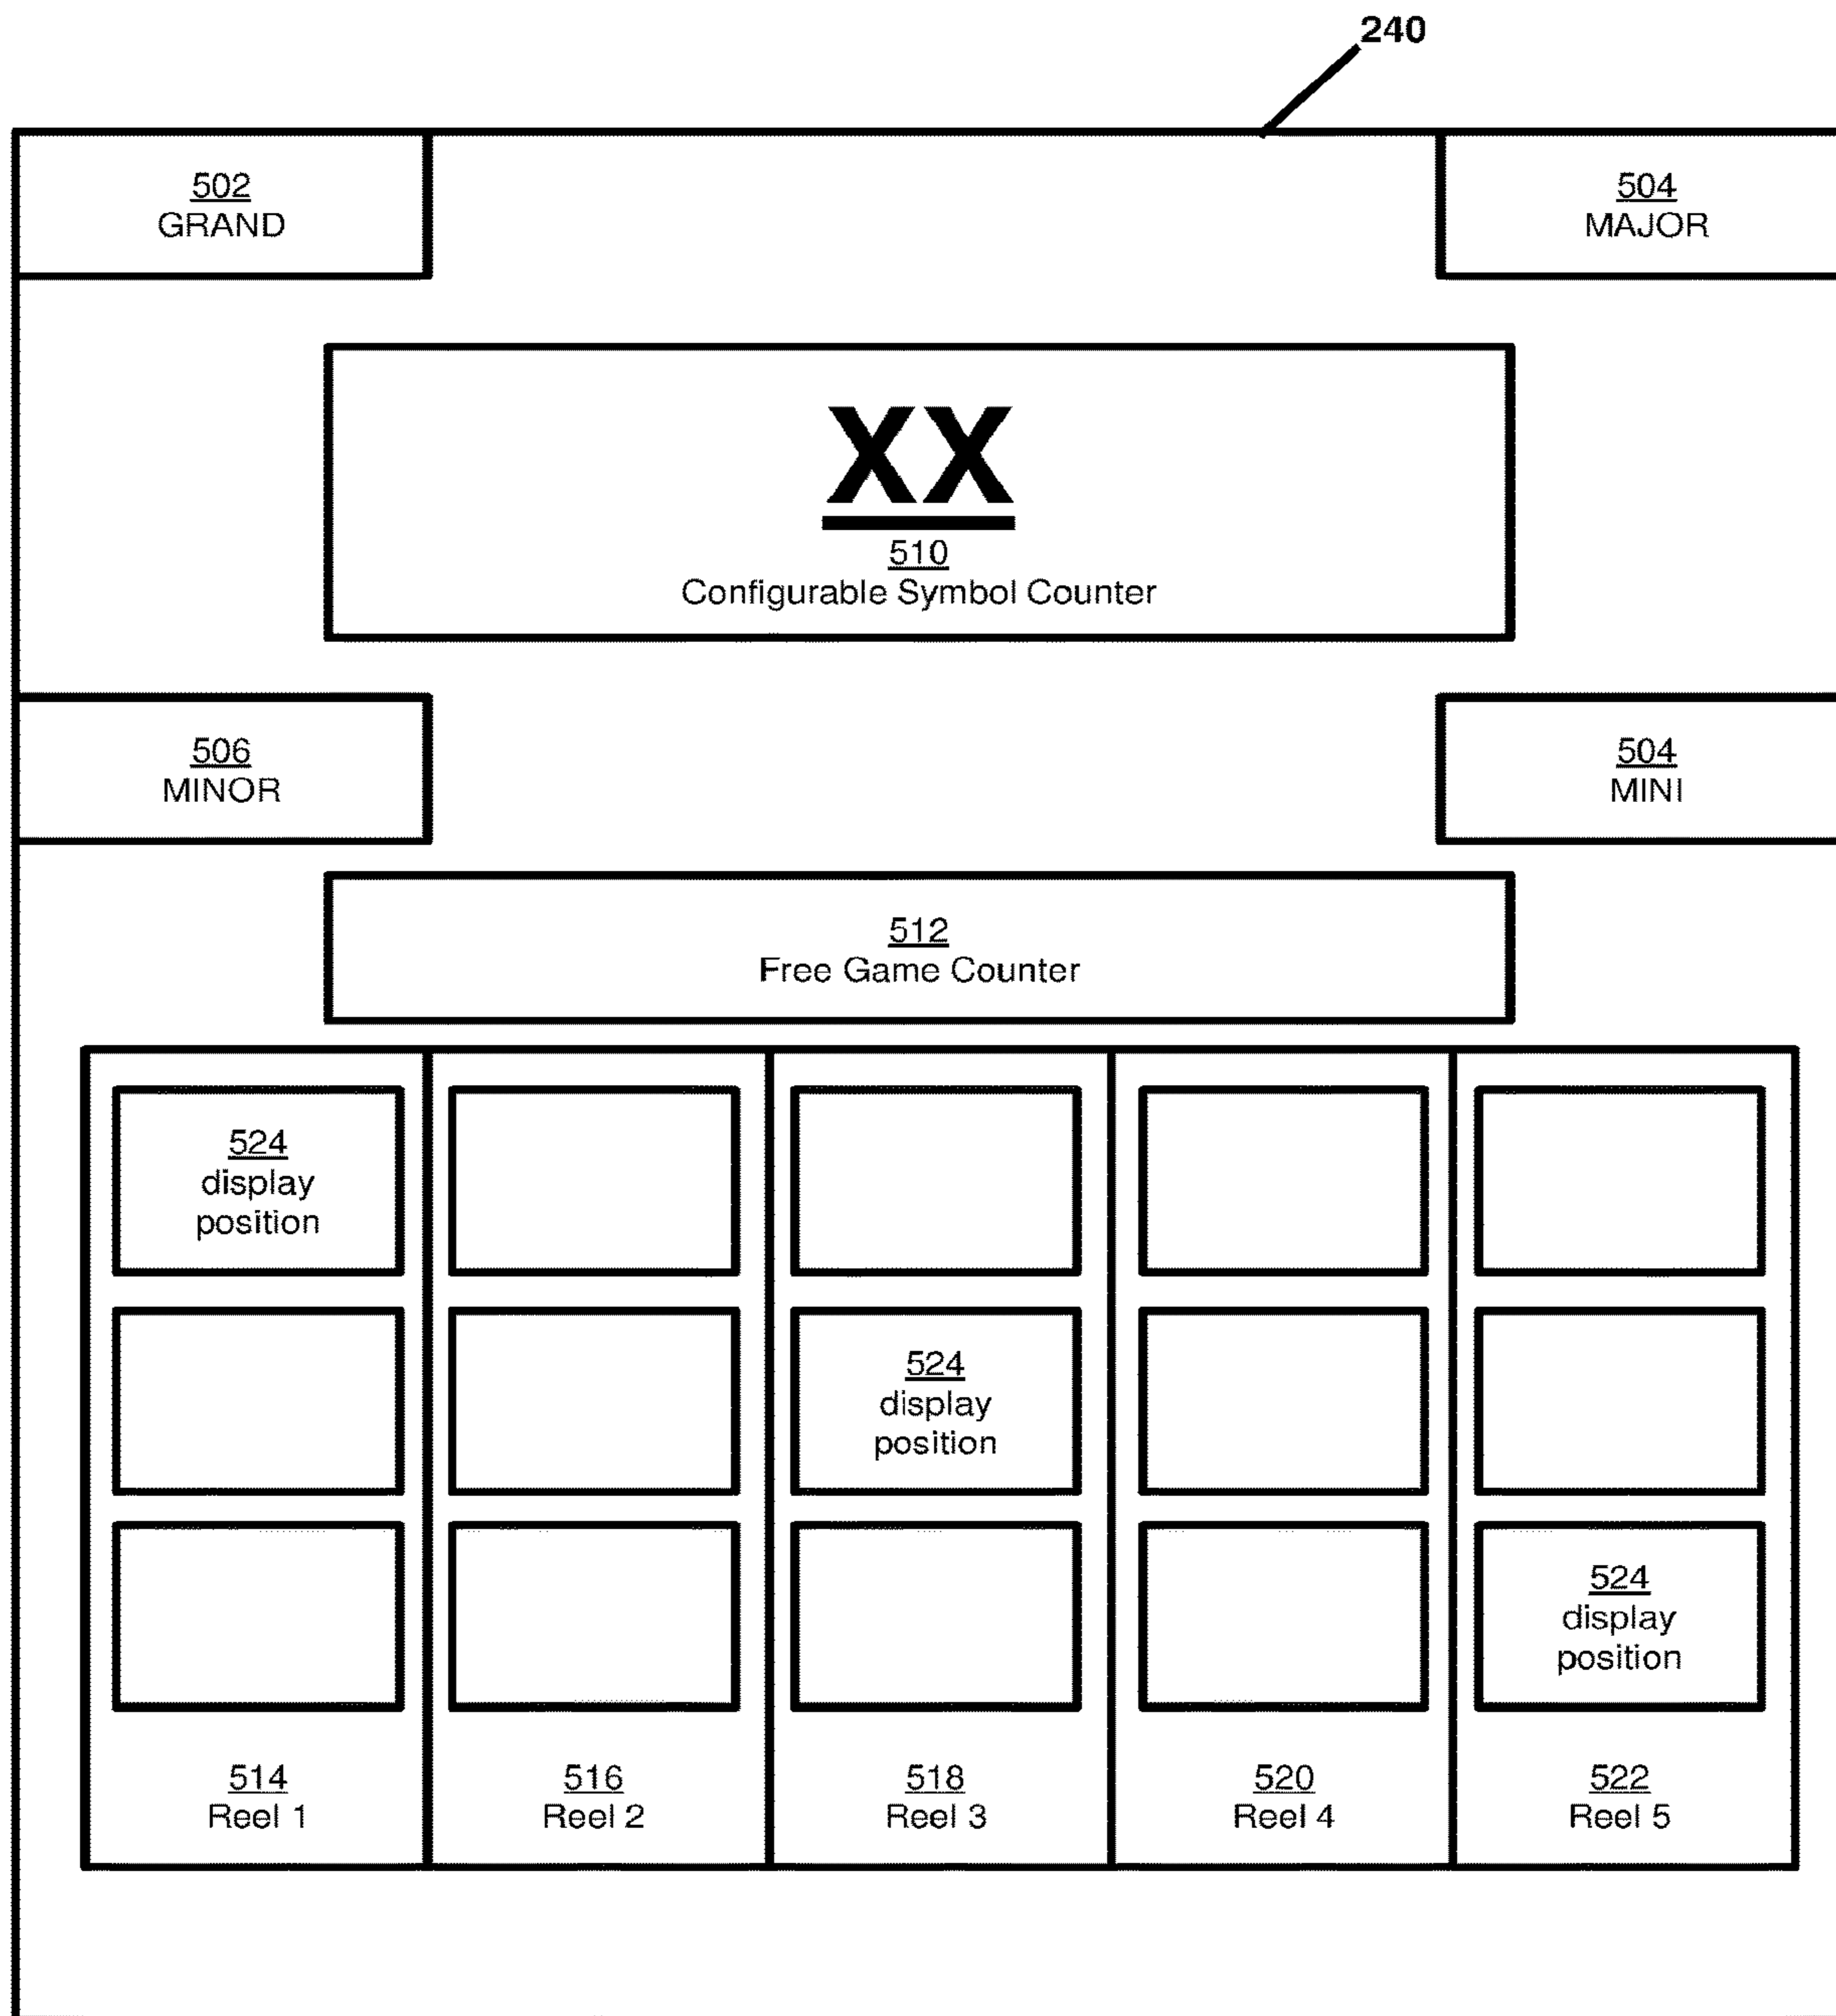 240
502
GRAND
504
MAJOR
XX
510
Configurable Symbol Counter
506
MINOR
504
MINI
512
Free Game Counter
524
display
position
524
display
position
524
display
position
514
Reel 1
516
Reel 2
518
Reel 3
520
Reel 4
522
Reel 5